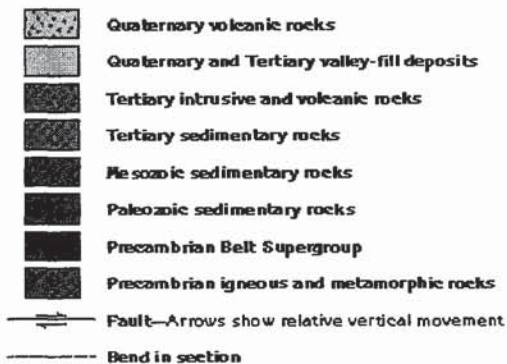 Quaternary volcanic rocks
Quaternary and Tertiary valley-fill deposits
Tertiary intrusive and volcanic rocks
Tertiary sedimentary rocks
Mesozoic sedimentary rocks
Paleozoic sedimentary rocks
Precambrian Belt Supergroup
Precambrian igneous and metamorphic rocks
Fault—Arrows show relative vertical movement
Bend in section